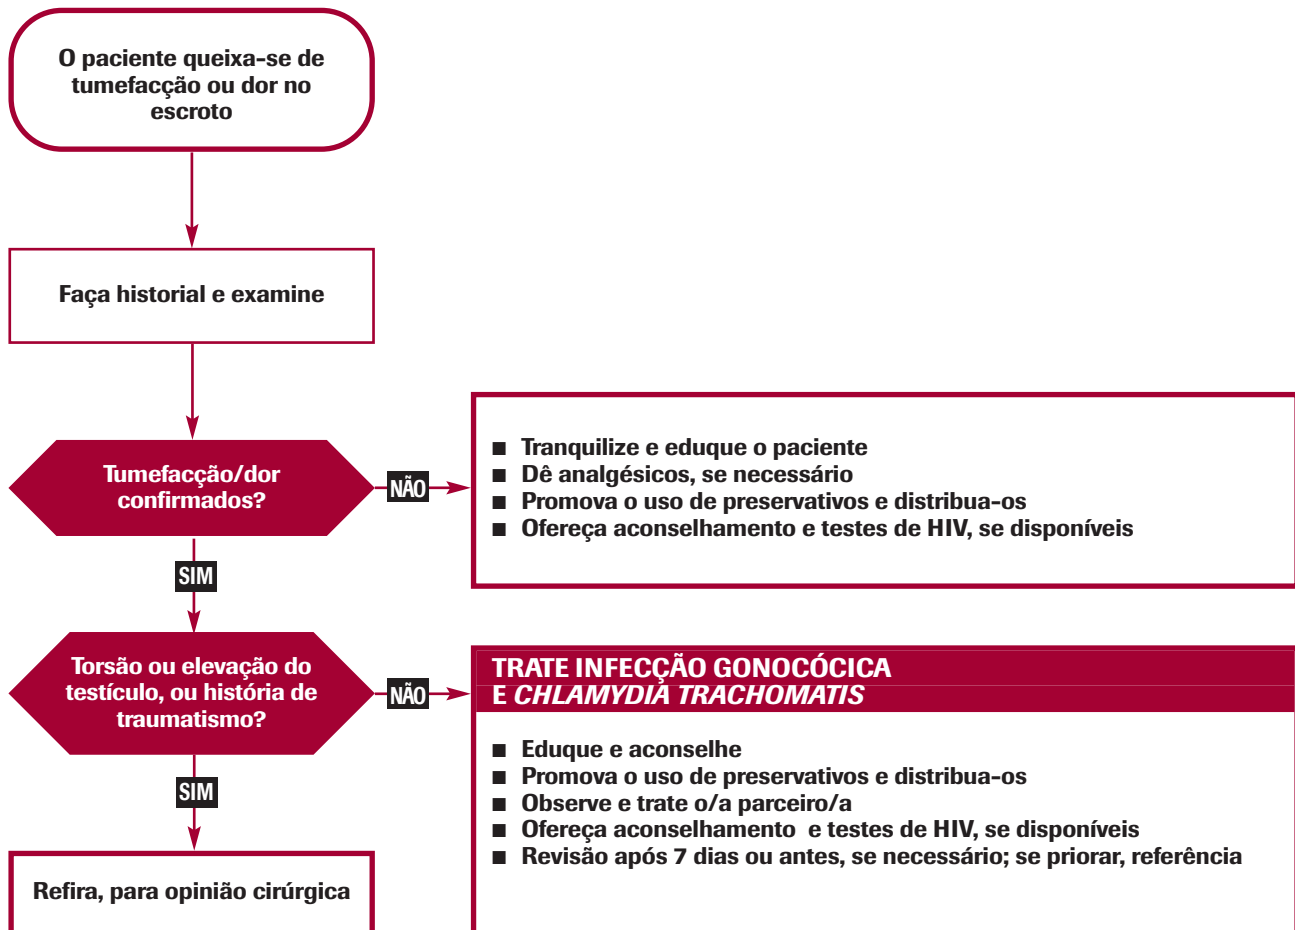 O paciente queixa-se de
tumefacção ou dor no
escroto
Faça historial e examine
Tumefacção/dor
confirmados?
NÃO
■ Tranquilize e eduque o paciente
■ Dê analgésicos, se necessário
■ Promova o uso de preservativos e distribua-os
■ Ofereça aconselhamento e testes de HIV, se disponíveis
SIM
Torsão ou elevação do
testículo, ou história de
traumatismo?
NÃO
TRATE INFECÇÃO GONOCÓCICA
E CHLAMYDIA TRACHOMATIS
■ Eduque e aconselhe
■ Promova o uso de preservativos e distribua-os
■ Observe e trate o/a parceiro/a
■ Ofereça aconselhamento e testes de HIV, se disponíveis
■ Revisão após 7 dias ou antes, se necessário; se priorar, referência
SIM
Refira, para opinião cirúrgica